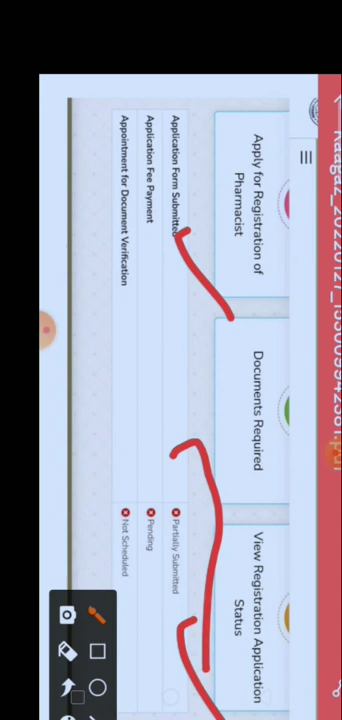 Apply for Registration of
Pharmacist
Documents Required
View Registration Application
Status
Application Form Submitted
Partially Submitted
Application Fee Payment
Pending
Appointment for Document Verification
Not Scheduled